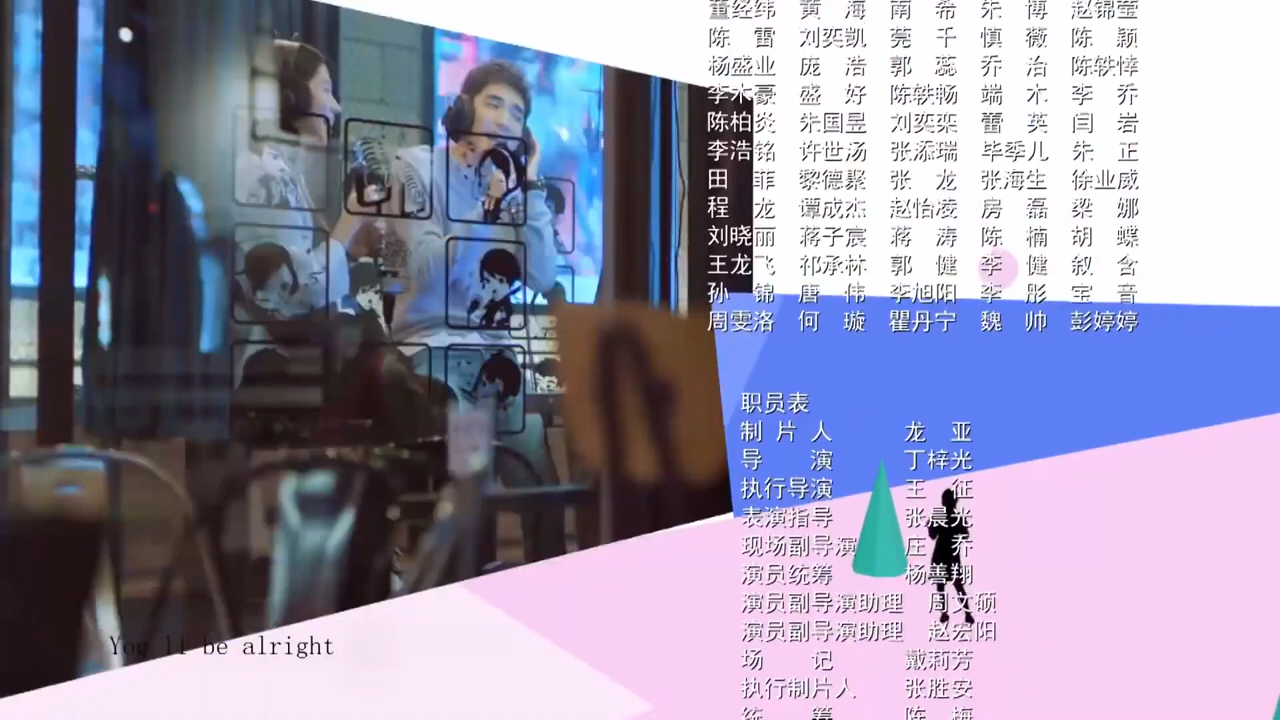 董经纬 黄 海 南 希 朱 博 赵锦莹
陈 雷 刘奕凯 莞 千 慎 薇 陈 颖
杨盛业 庞 浩 郭 蕊 乔 治 陈轶悻
李木豪 盛 好 陈轶畅 端 木 李 乔
陈柏炎 朱国昱 刘奕栾 蕾 英 闫 岩
李浩铭 许世汤 张添瑞 毕季儿 朱 正
田 菲 黎德聚 张 龙 张海生 徐业威
程 龙 谭成杰 赵怡凌 房 磊 梁 娜
刘晓丽 蒋子宸 蒋 涛 陈 楠 胡 蝶
王龙飞 祁承林 郭 健 李 健 叙 含
孙 锦 唐 伟 李旭阳 李 彤 宝 音
周雯洛 何 璇 瞿丹宁 魏 帅 彭婷婷
职员表
制片人 龙 亚
导 演 丁梓光
执行导演 王 征
表演指导 张晨光
现场副导演 庄 乔
演员统筹 杨善翔
演员副导演助理 周文硕
演员副导演助理 赵宏阳
场 记 戴莉芳
执行制片人 张胜安
统 筹 陈 梅
You ll be alright